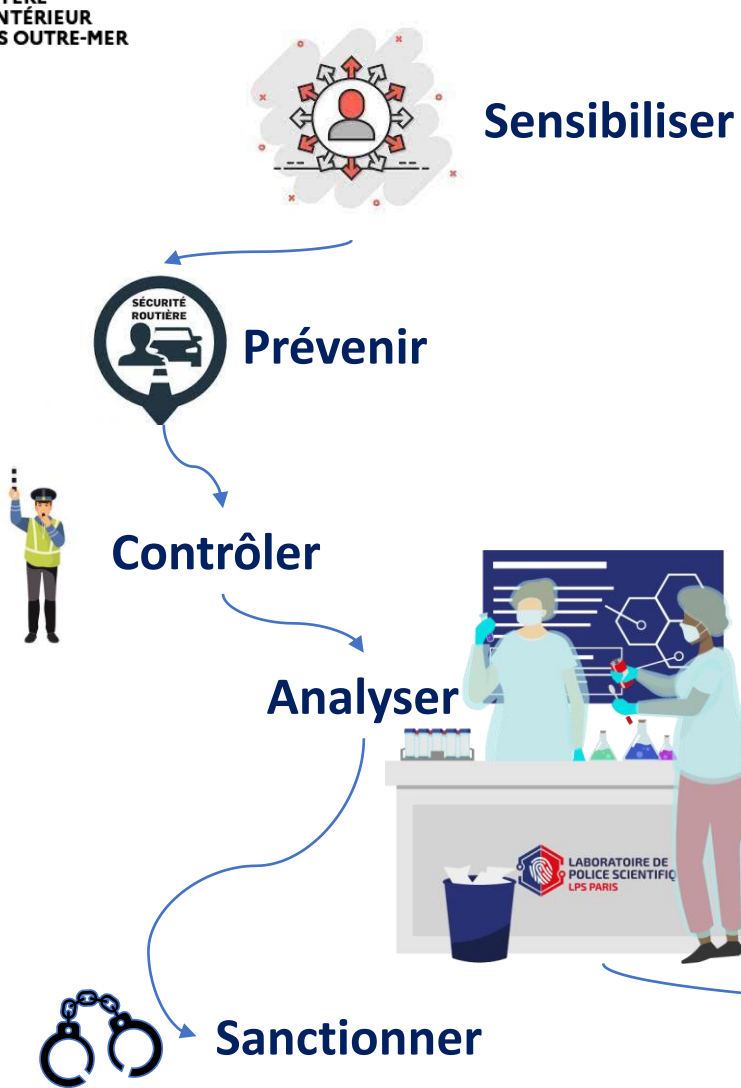 NTÉRIEUR
S OUTRE-MER
Sensibiliser
SÉCURITÉ
ROUTIÈRE
Prévenir
Contrôler
Analyser
LABORATOIRE DE
POLICE SCIENTIFIQ
LPS PARIS
Sanctionner